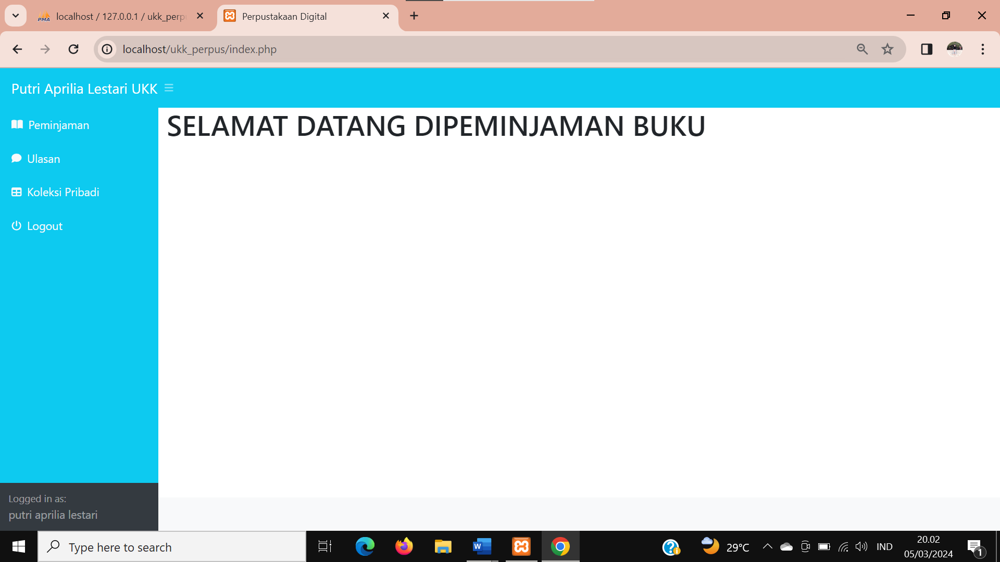 localhost / 127.0.0.1 / ukk_perp
Perpustakaan Digital
localhost/ukk_perpus/index.php
Putri Aprilia Lestari UKK
SELAMAT DATANG DIPEMINJAMAN BUKU
Peminjaman
Ulasan
Koleksi Pribadi
Logout
Logged in as:
putri aprilia lestari
Type here to search
29°C
IND
20.02
05/03/2024
1